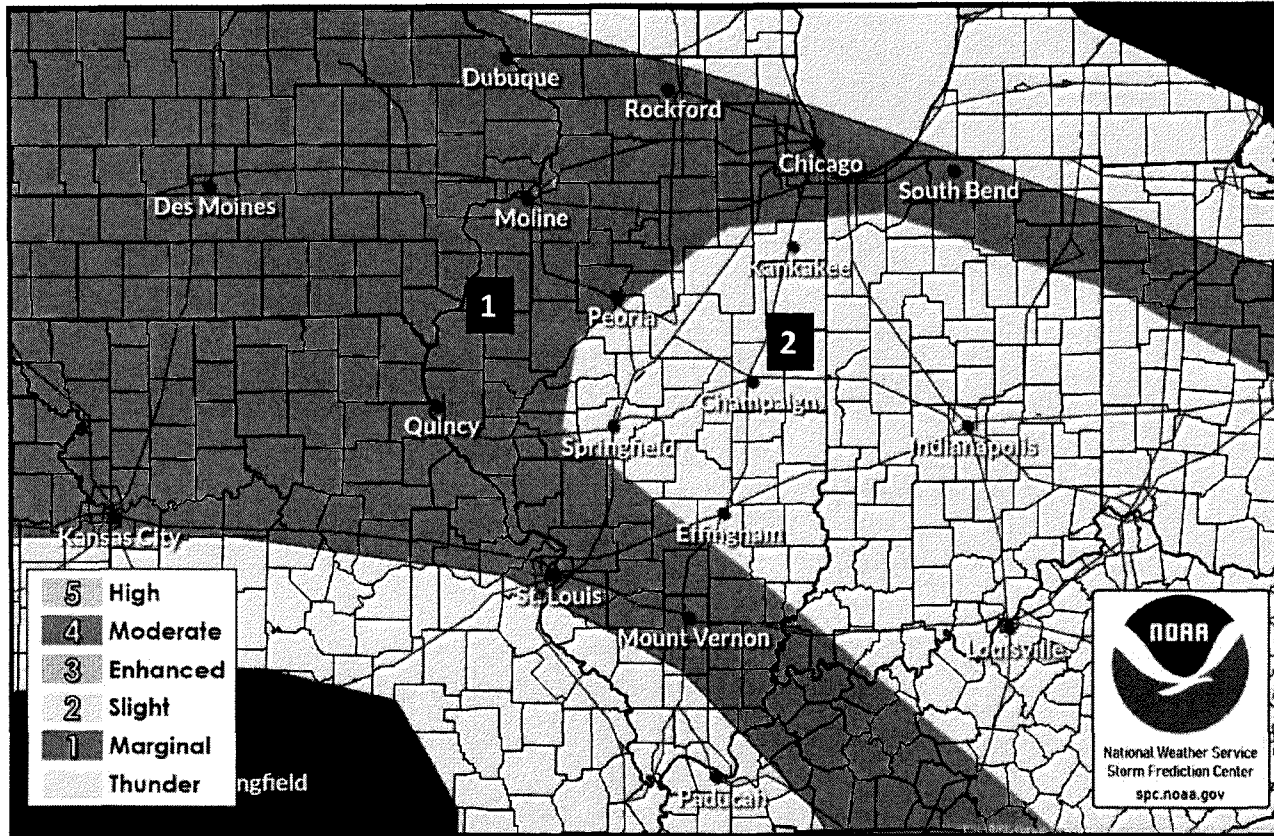 Dubuque
Rockford
Chicago
South Bend
Des Moines
Moline
Kankakee
1
Peoria
2
Champaign
Quincy
Springfield
Indianapolis
Effingham
Kansas City
St. Louis
Mount Vernon
Louisville
Paducah
ngfield
5 High
4 Moderate
3 Enhanced
2 Slight
1 Marginal
Thunder
NOAA
National Weather Service
Storm Prediction Center
spc.noaa.gov